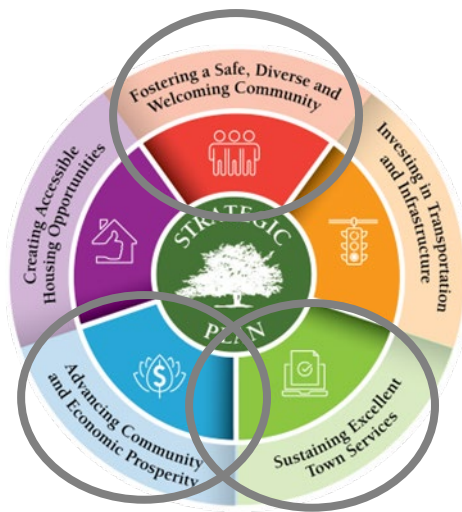 Fostering a Safe, Diverse and
Welcoming Community
Investing in Transportation
and Infrastructure
Sustaining Excellent
Town Services
Advancing Community
and Economic Prosperity
Creating Accessible
Housing Opportunities
STRATEGIC
PLAN
$